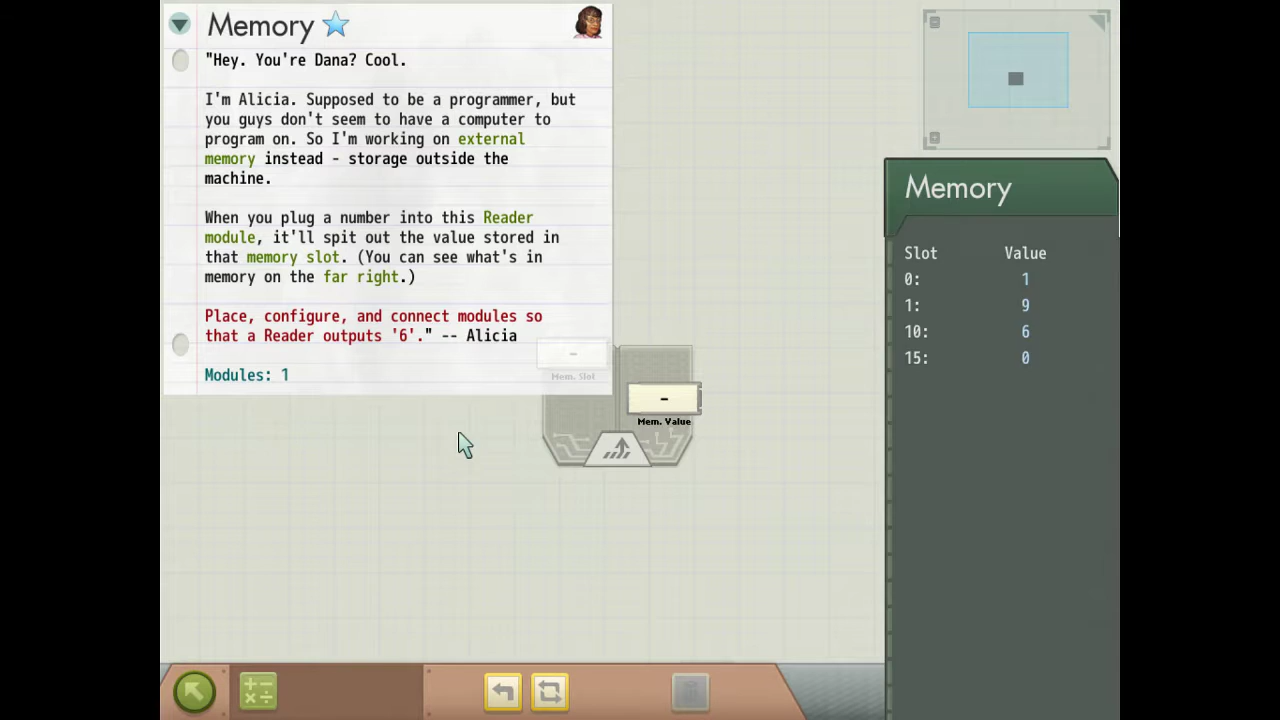 Memory
"Hey. You're Dana? Cool.
I'm Alicia. Supposed to be a programmer, but
you guys don't seem to have a computer to
program on. So I'm working on external
memory instead - storage outside the
machine.
When you plug a number into this Reader
module, it'll spit out the value stored in
that memory slot. (You can see what's in
memory on the far right.)
Place, configure, and connect modules so
that a Reader outputs '6'." -- Alicia
Modules: 1
-
Mem. Slot
-
Mem. Value
Memory
Slot Value
0: 1
1: 9
10: 6
15: 0